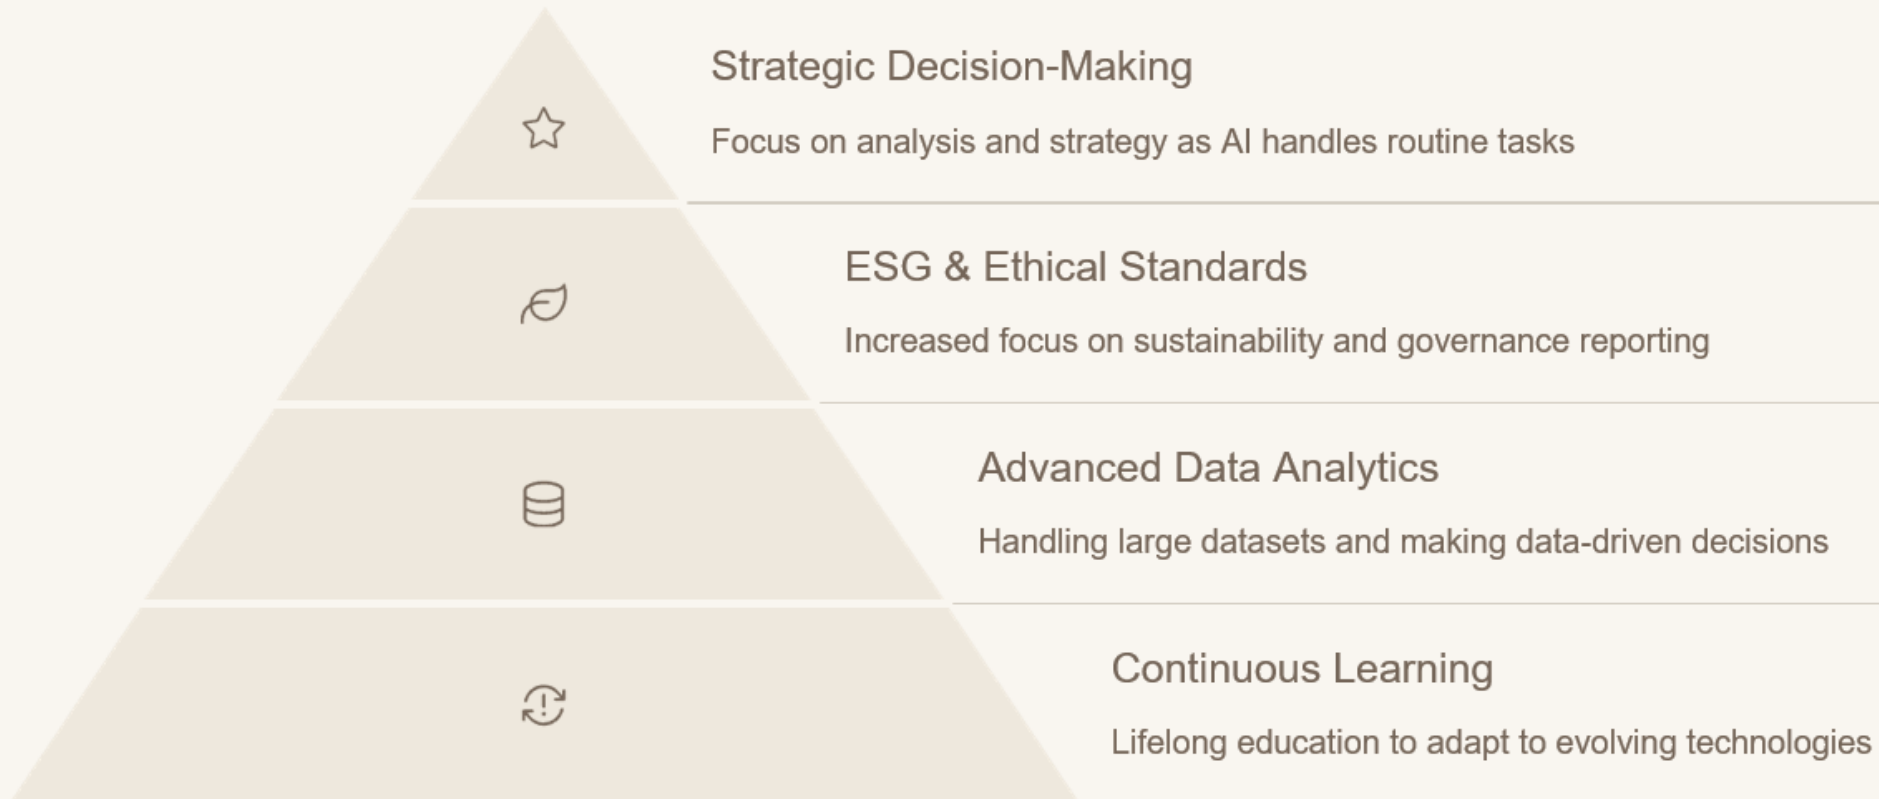 Strategic Decision-Making
Focus on analysis and strategy as AI handles routine tasks
ESG & Ethical Standards
Increased focus on sustainability and governance reporting
Advanced Data Analytics
Handling large datasets and making data-driven decisions
Continuous Learning
Lifelong education to adapt to evolving technologies